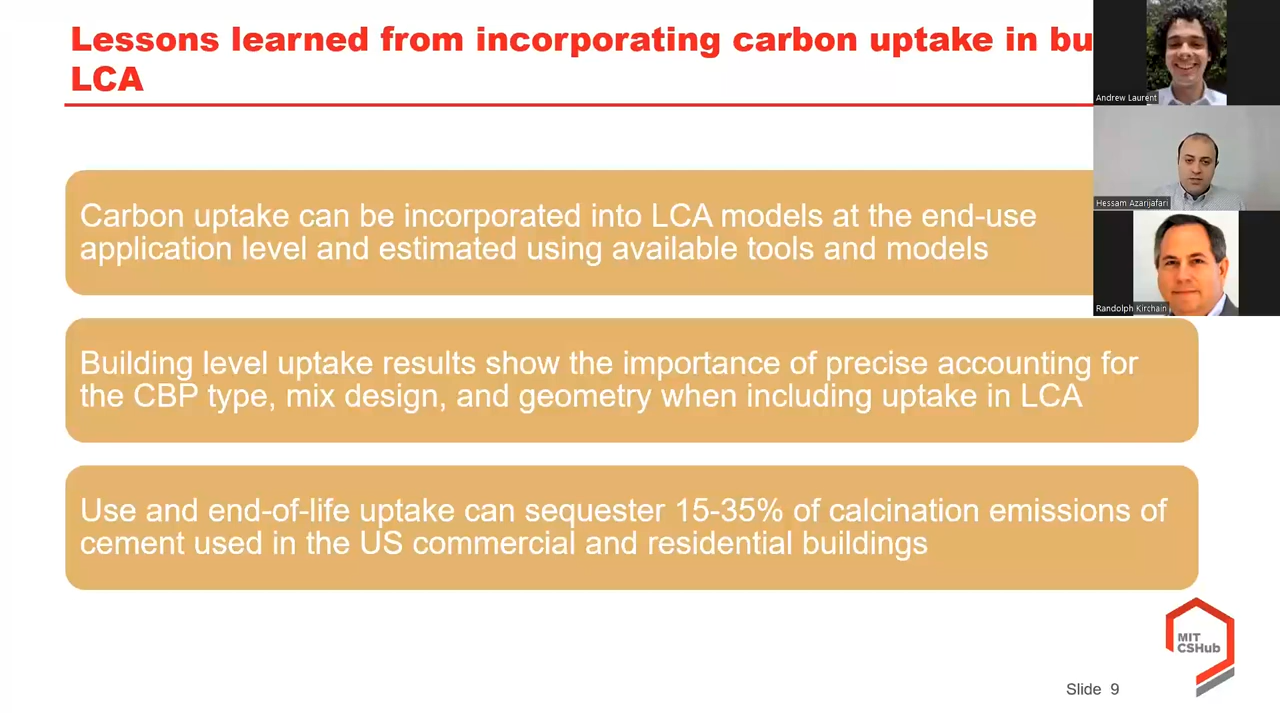 Lessons learned from incorporating carbon uptake in bu
LCA
Andrew Laurent
Carbon uptake can be incorporated into LCA models at the end-use
application level and estimated using available tools and models
Hessam Azarijafari
Randolph Kirchain
Building level uptake results show the importance of precise accounting for
the CBP type, mix design, and geometry when including uptake in LCA
Use and end-of-life uptake can sequester 15-35% of calcination emissions of
cement used in the US commercial and residential buildings
MIT
CSHub
Slide 9